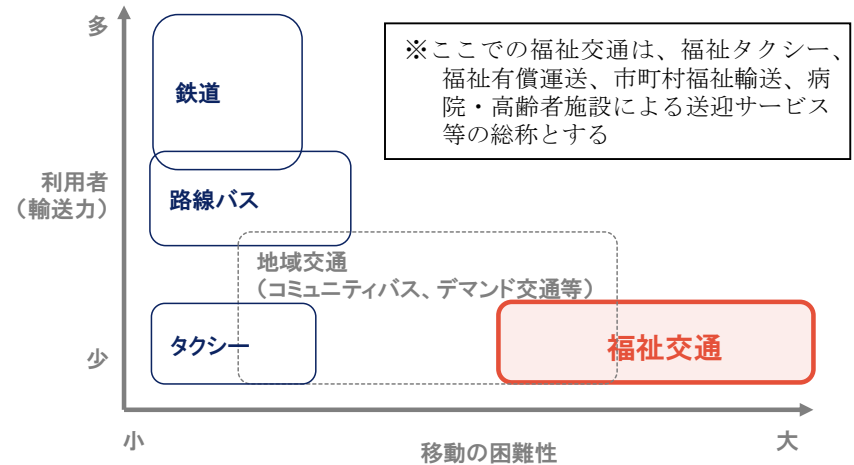 多
※ここでの福祉交通は、福祉タクシー、
福祉有償運送、市町村福祉輸送、病
院・高齢者施設による送迎サービス
等の総称とする
鉄道
利用者
（輸送力）
路線バス
地域交通
（コミュニティバス、デマンド交通等）
タクシー
福祉交通
少
小
移動の困難性
大